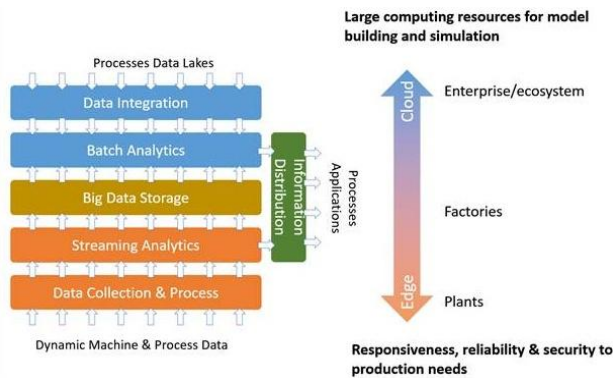 Large computing resources for model
building and simulation
Processes Data Lakes
Data Integration
Batch Analytics
Big Data Storage
Streaming Analytics
Data Collection & Process
Dynamic Machine & Process Data
Information
Distribution
Processes
Applications
Cloud
Edge
Enterprise/ecosystem
Factories
Plants
Responsiveness, reliability & security to
production needs